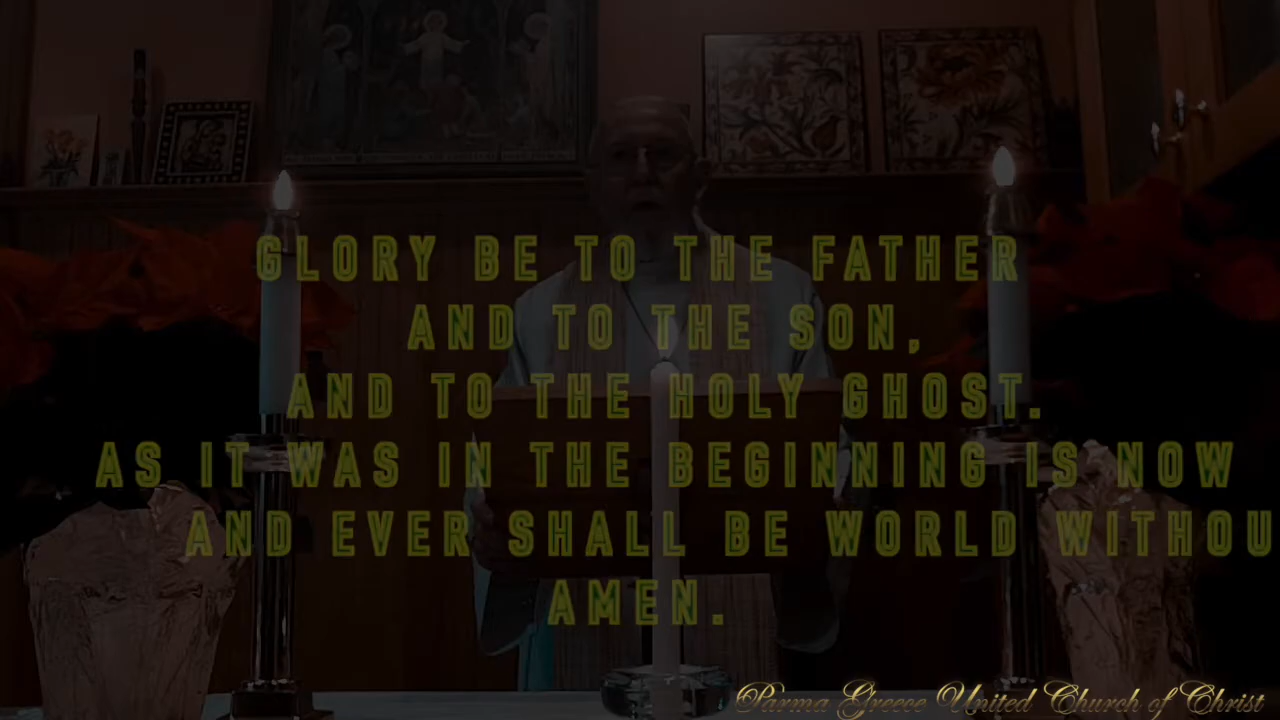 GLORY BE TO THE FATHER
AND TO THE SON,
AND TO THE HOLY GHOST.
AS IT WAS IN THE BEGINNING IS NOW
AND EVER SHALL BE WORLD WITHOU
AMEN.
Parma Greece United Church of Christ